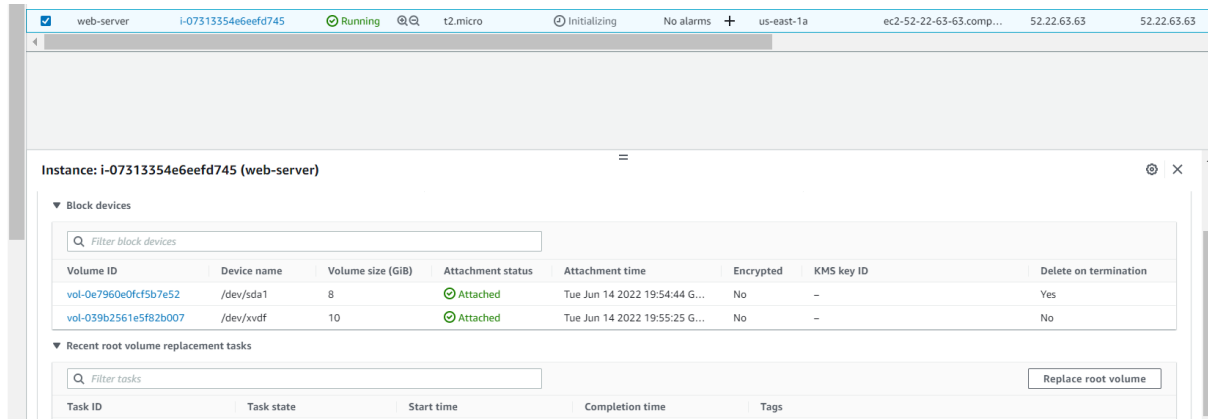 web-server i-07313354e6eefd745 Running t2.micro Initializing No alarms + us-east-1a ec2-52-22-63-63.comp... 52.22.63.63 52.22.63.63
Instance: i-07313354e6eefd745 (web-server)
Block devices
Filter block devices
Volume ID Device name Volume size (GiB) Attachment status Attachment time Encrypted KMS key ID Delete on termination
vol-0e7960e0fcf5b7e52 /dev/sda1 8 Attached Tue Jun 14 2022 19:54:44 G... No – Yes
vol-039b2561e5f82b007 /dev/xvdf 10 Attached Tue Jun 14 2022 19:55:25 G... No – No
Recent root volume replacement tasks
Filter tasks Replace root volume
Task ID Task state Start time Completion time Tags